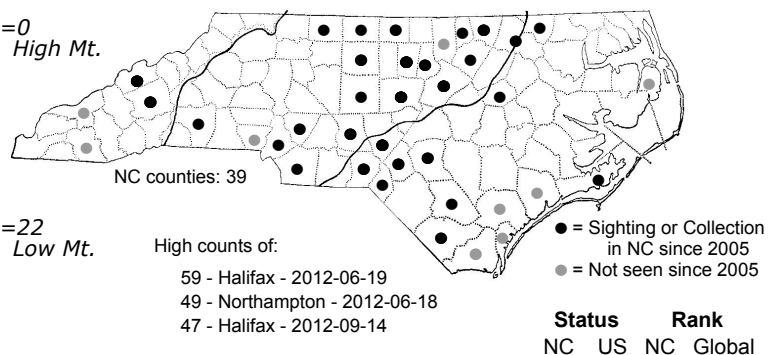 =0
High Mt.
NC counties: 39
=22
Low Mt.
High counts of:
59 - Halifax - 2012-06-19
49 - Northampton - 2012-06-18
47 - Halifax - 2012-09-14
= Sighting or Collection
in NC since 2005
= Not seen since 2005
Status Rank
NC US NC Global